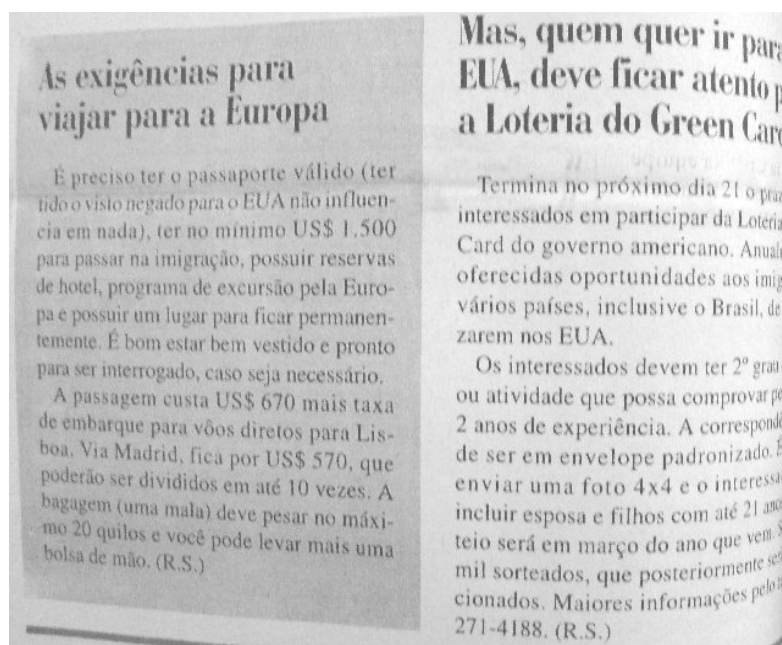 As exigências para
viajar para a Europa
É preciso ter o passaporte válido (ter
tido o visto negado para o EUA não influen-
cia em nada), ter no mínimo US$ 1.500
para passar na imigração, possuir reservas
de hotel, programa de excursão pela Euro-
pa e possuir um lugar para ficar permanen-
temente. É bom estar bem vestido e pronto
para ser interrogado, caso seja necessário.
A passagem custa US$ 670 mais taxa
de embarque para vôos diretos para Lis-
boa, Via Madrid, fica por US$ 570, que
poderão ser divididos em até 10 vezes. A
bagagem (uma mala) deve pesar no máxi-
mo 20 quilos e você pode levar mais uma
bolsa de mão. (R.S.)
Mas, quem quer ir para
EUA, deve ficar atento
a Loteria do Green
Termina no próximo dia 21 o
interessados em participar da Loteria
Card do governo americano.
oferecidas oportunidades aos
vários países, inclusive o Brasil, de
zarem nos EUA.
Os interessados devem ter 2º grau
ou atividade que possa comprovar
2 anos de experiência. A
de ser em envelope padronizado.
enviar uma foto 4x4 e o
incluir esposa e filhos com até 21
teio será em março do ano que vem.
mil sorteados, que posteriormente
cionados. Maiores informações pelo
271-4188. (R.S.)